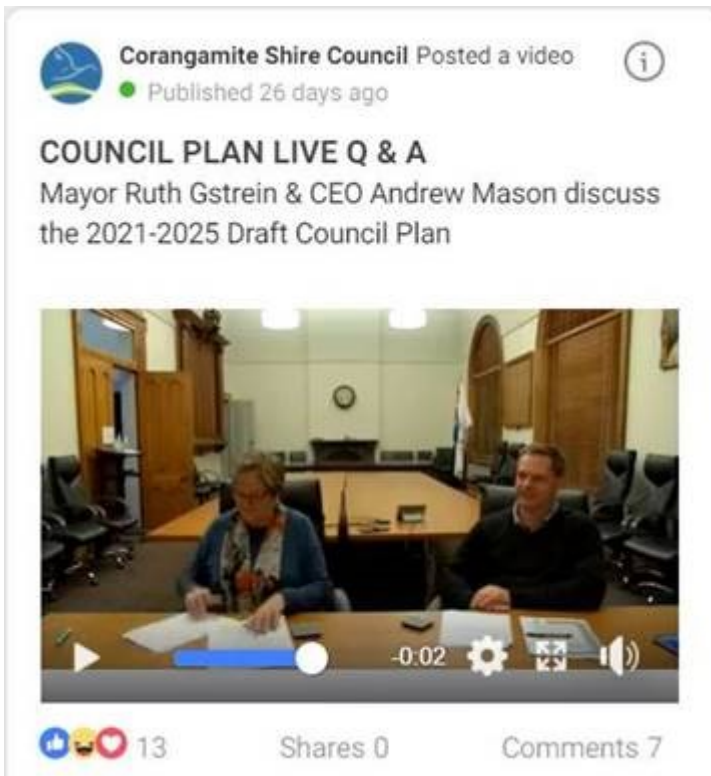 Corangamite Shire Council Posted a video
Published 26 days ago
COUNCIL PLAN LIVE Q & A
Mayor Ruth Gstrein & CEO Andrew Mason discuss
the 2021-2025 Draft Council Plan
-0:02
13
Shares 0
Comments 7